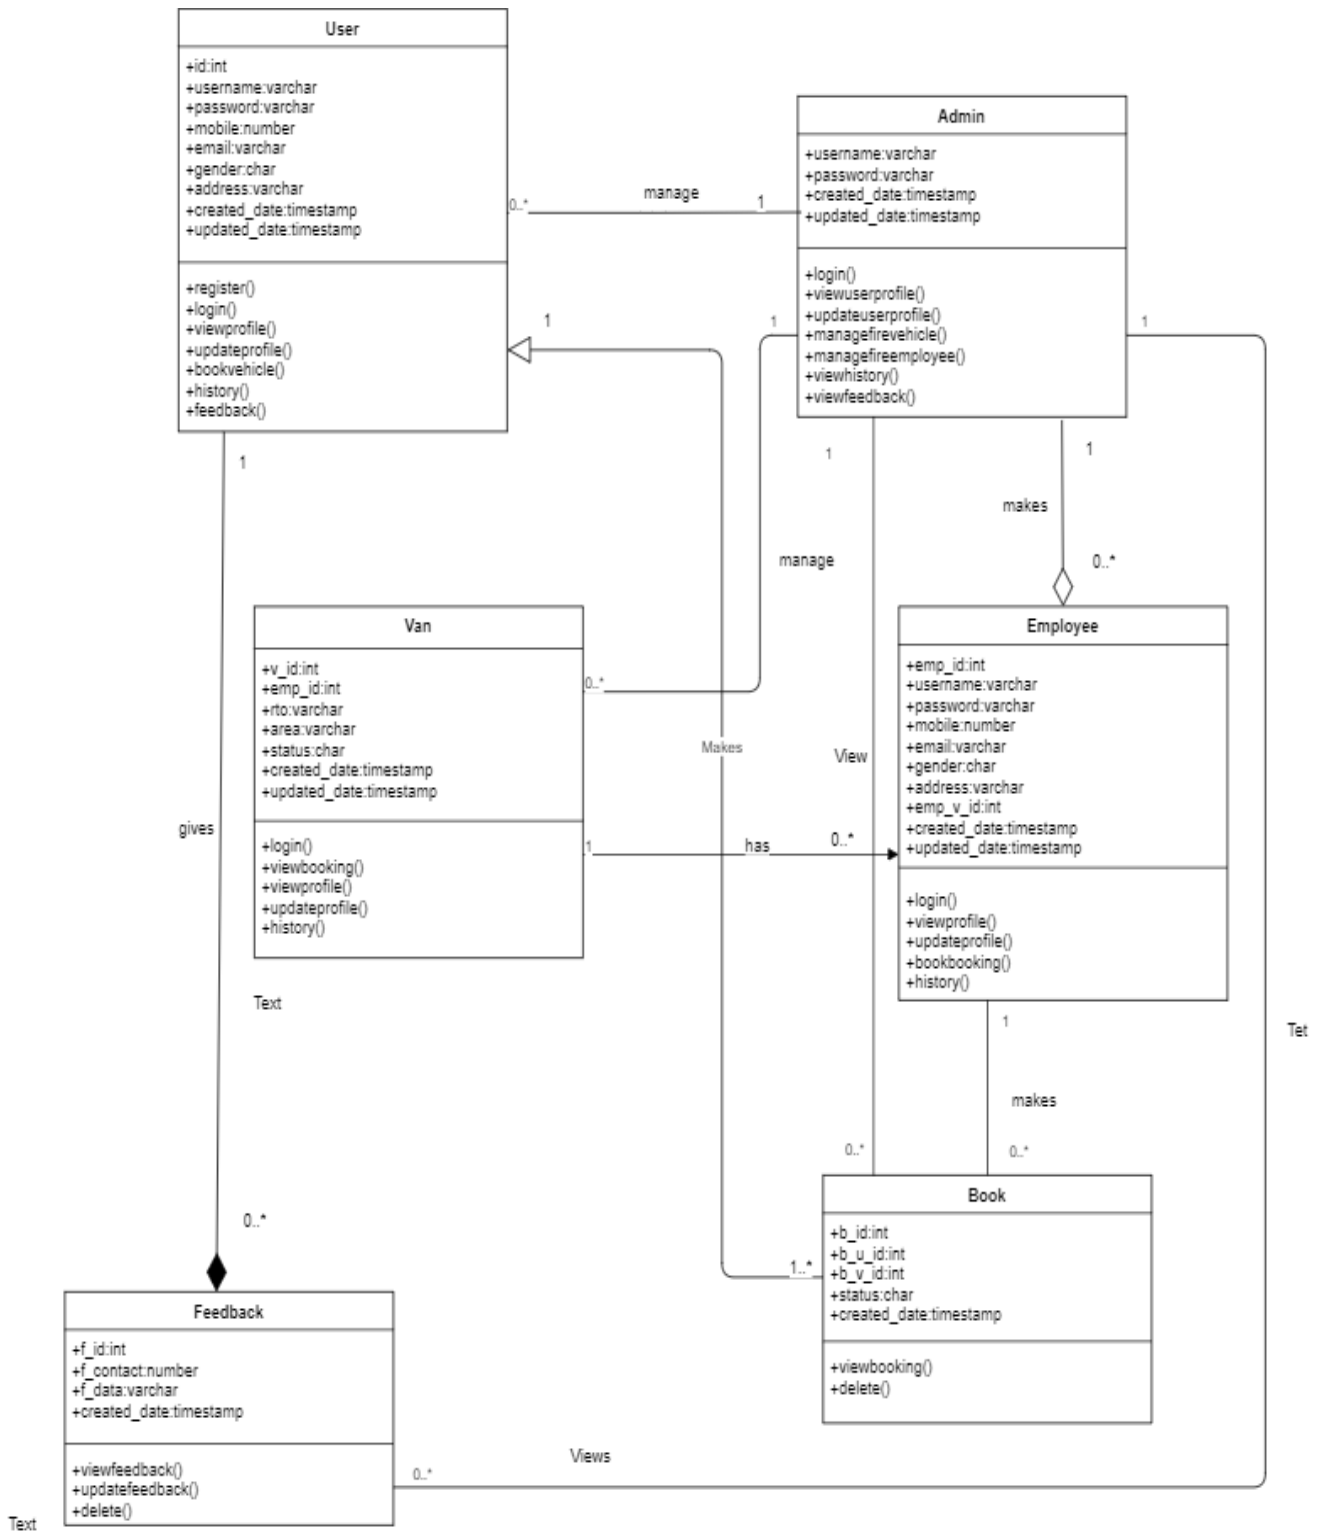 User
+id:int
+username:varchar
+password:varchar
+mobile:number
+email:varchar
+gender:char
+address:varchar
+created_date:timestamp
+updated_date:timestamp
+register()
+login()
+viewprofile()
+updateprofile()
+bookvehicle()
+history()
+feedback()
0..*
manage
1
Admin
+username:varchar
+password:varchar
+created_date:timestamp
+updated_date:timestamp
+login()
+viewuserprofile()
+updateuserprofile()
+managefirevehicle()
+managefireemployee()
+viewhistory()
+viewfeedback()
1
1
1
1
1
1
makes
0..*
manage
Van
+v_id:int
+emp_id:int
+rto:varchar
+area:varchar
+status:char
+created_date:timestamp
+updated_date:timestamp
+login()
+viewbooking()
+viewprofile()
+updateprofile()
+history()
0..*
Makes
View
gives
1
has
0..*
Employee
+emp_id:int
+username:varchar
+password:varchar
+mobile:number
+email:varchar
+gender:char
+address:varchar
+emp_v_id:int
+created_date:timestamp
+updated_date:timestamp
+login()
+viewprofile()
+updateprofile()
+bookbooking()
+history()
Text
1
Tet
makes
0..*
0..*
0..*
1..*
Book
+b_id:int
+b_u_id:int
+b_v_id:int
+status:char
+created_date:timestamp
+viewbooking()
+delete()
Feedback
+f_id:int
+f_contact:number
+f_data:varchar
+created_date:timestamp
+viewfeedback()
+updatefeedback()
+delete()
0..*
Views
Text